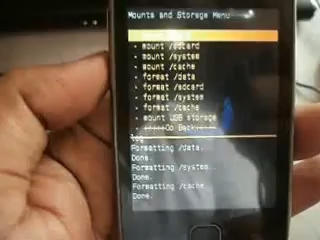 Mounts and Storage Menu
- mount /sdcard
- mount /system
- mount /cache
- format /data
- format /sdcard
- format /system
- format /cache
- mount USB storage
- +++++Go Back+++++
Formatting /data..
Done.
Formatting /system..
Done.
Formatting /cache..
Done.